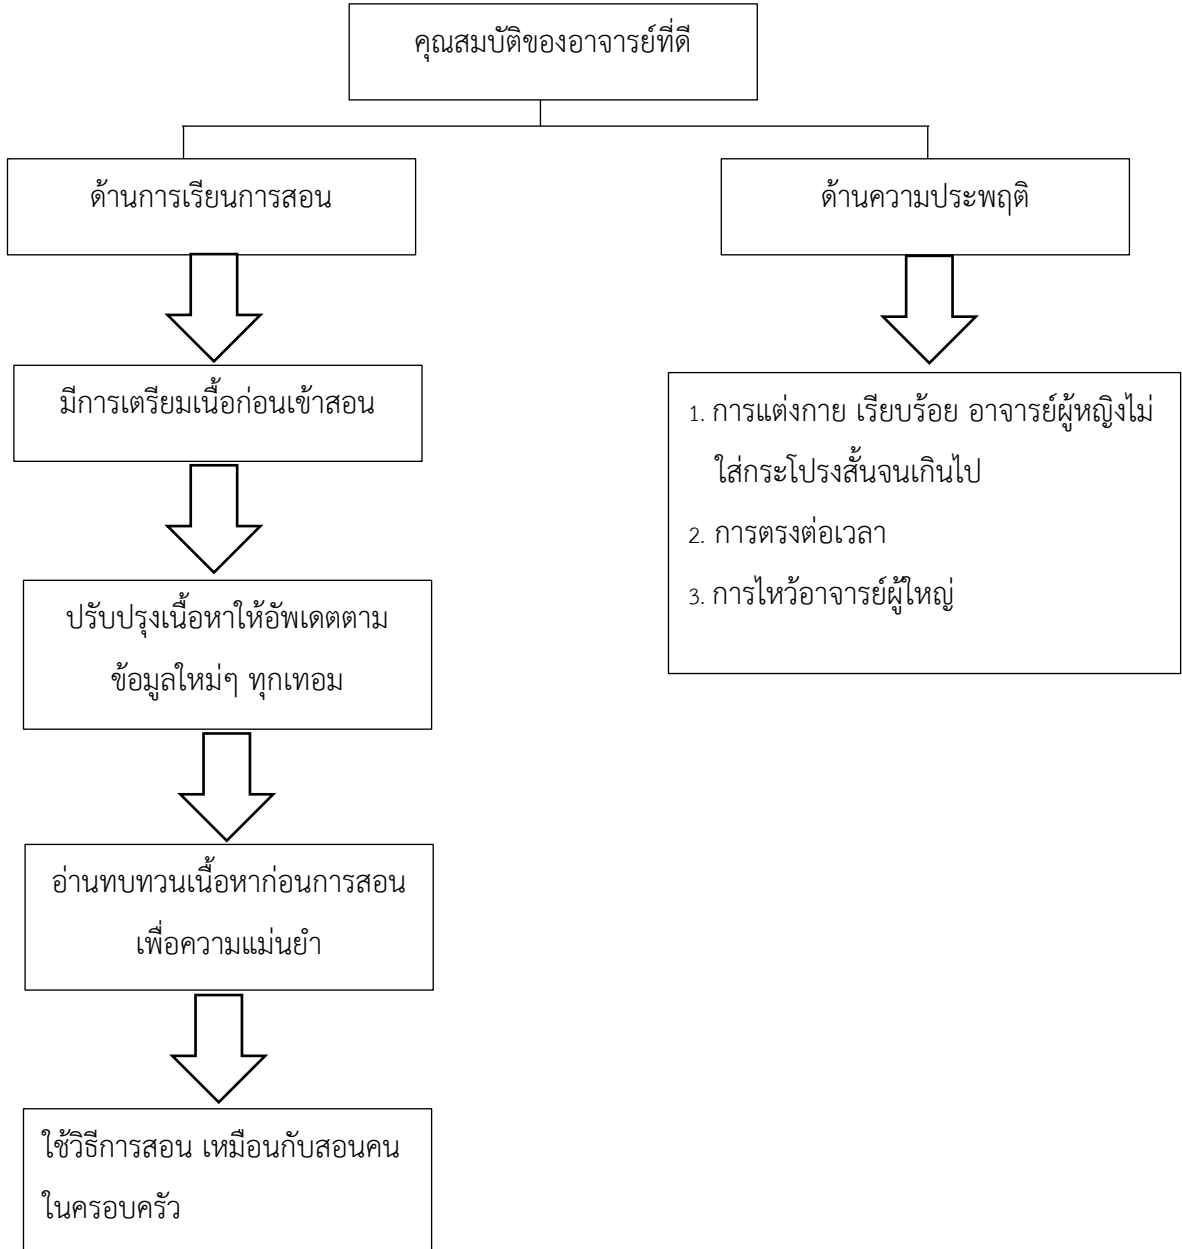 คุณสมบัติของอาจารย์ที่ดี
ด้านการเรียนการสอน
ด้านความประพฤติ
มีการเตรียมเนื้อก่อนเข้าสอน
1. การแต่งกาย เรียบร้อย อาจารย์ผู้หญิงไม่
ใส่กระโปรงสั้นจนเกินไป
2. การตรงต่อเวลา
3. การไหว้อาจารย์ผู้ใหญ่
ปรับปรุงเนื้อหาให้อัพเดตตาม
ข้อมูลใหม่ๆ ทุกเทอม
อ่านทบทวนเนื้อหาก่อนการสอน
เพื่อความแม่นยำ
ใช้วิธีการสอน เหมือนกับสอนคน
ในครอบครัว